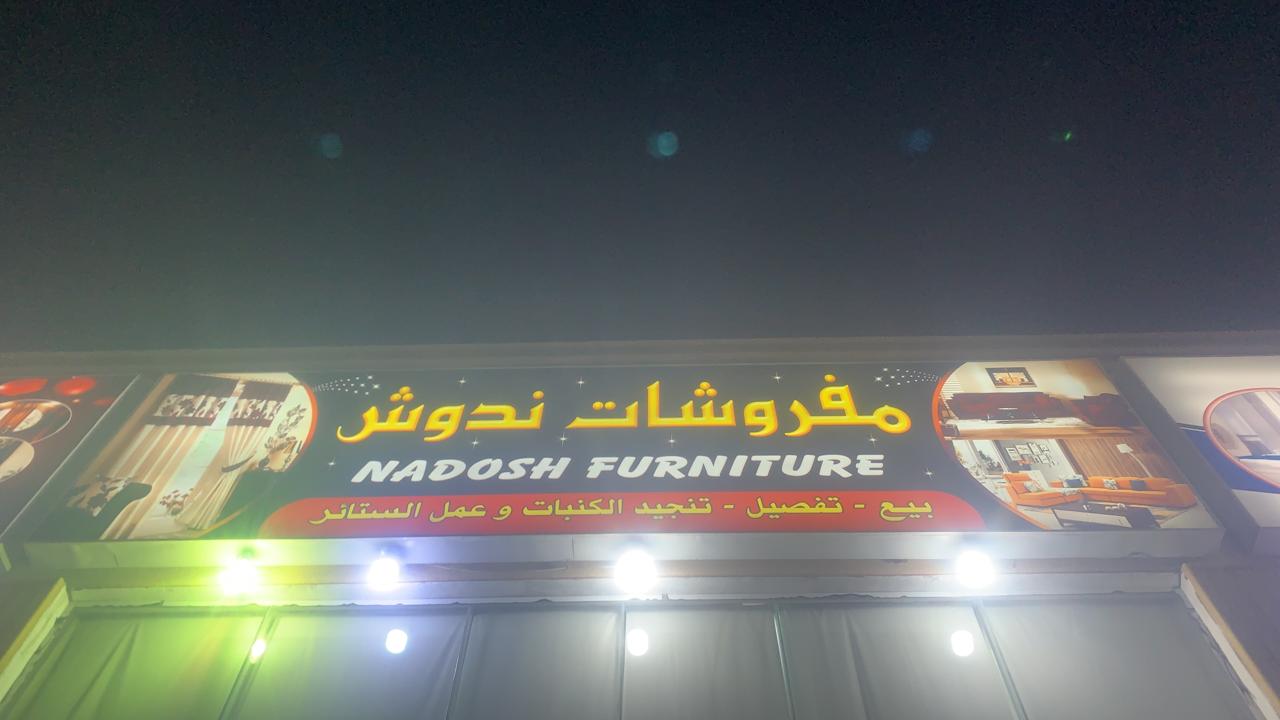 مفروشات ندوش
NADOSH FURNITURE
بيع - تفصيل - تنجيد الكنبات و عمل الستائر